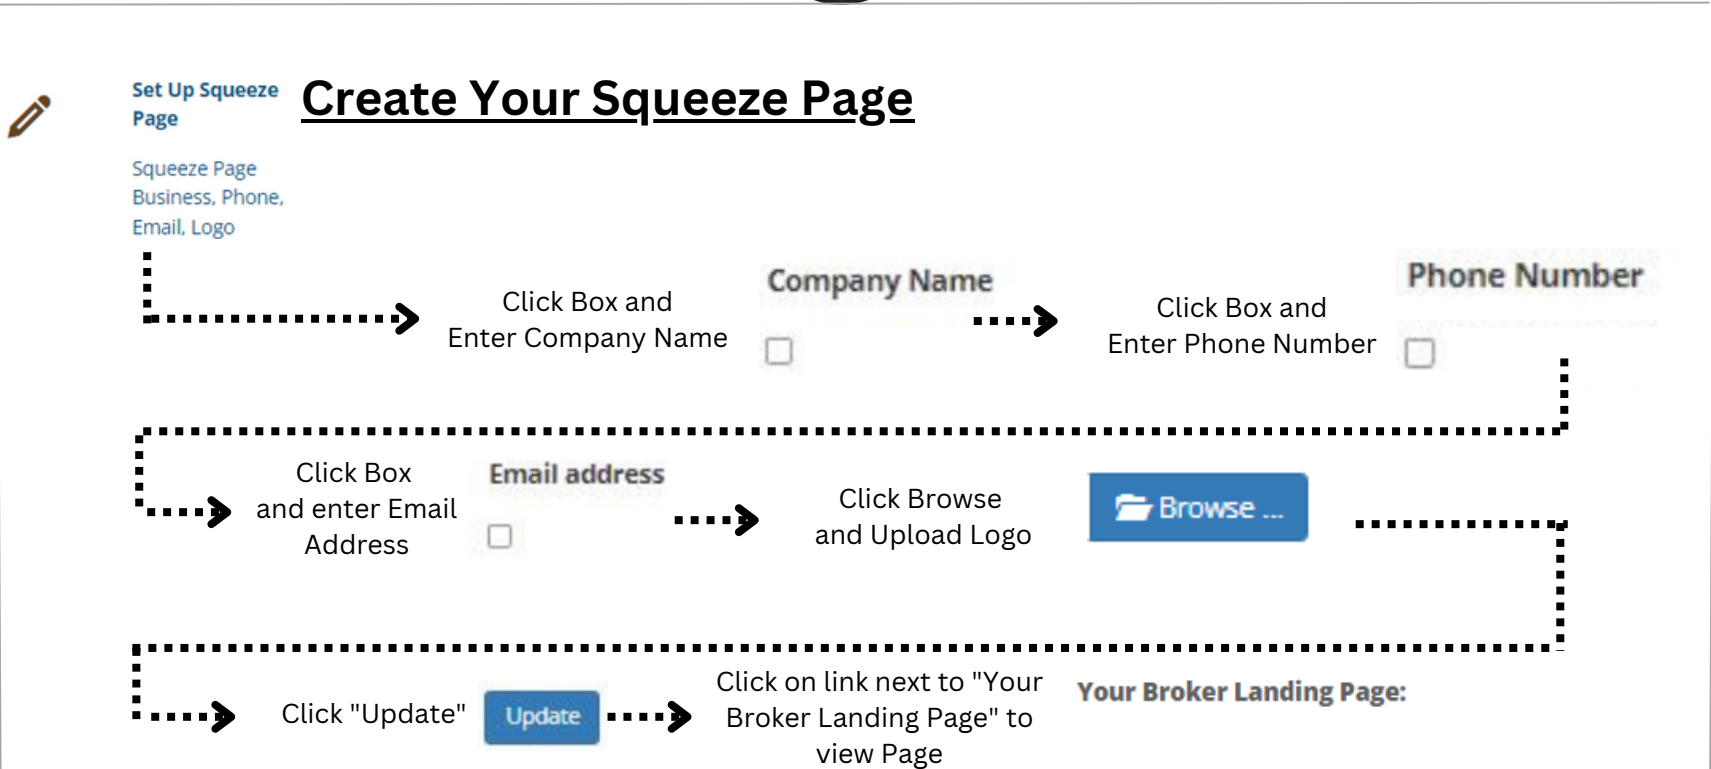 Set Up Squeeze
Page
Create Your Squeeze Page
Squeeze Page
Business, Phone,
Email, Logo
Click Box and
Enter Company Name
Company Name
Click Box and
Enter Phone Number
Phone Number
Click Box
and enter Email
Address
Email address
Click Browse
and Upload Logo
Browse ...
Click "Update"
Update
Click on link next to "Your
Broker Landing Page" to
view Page
Your Broker Landing Page: